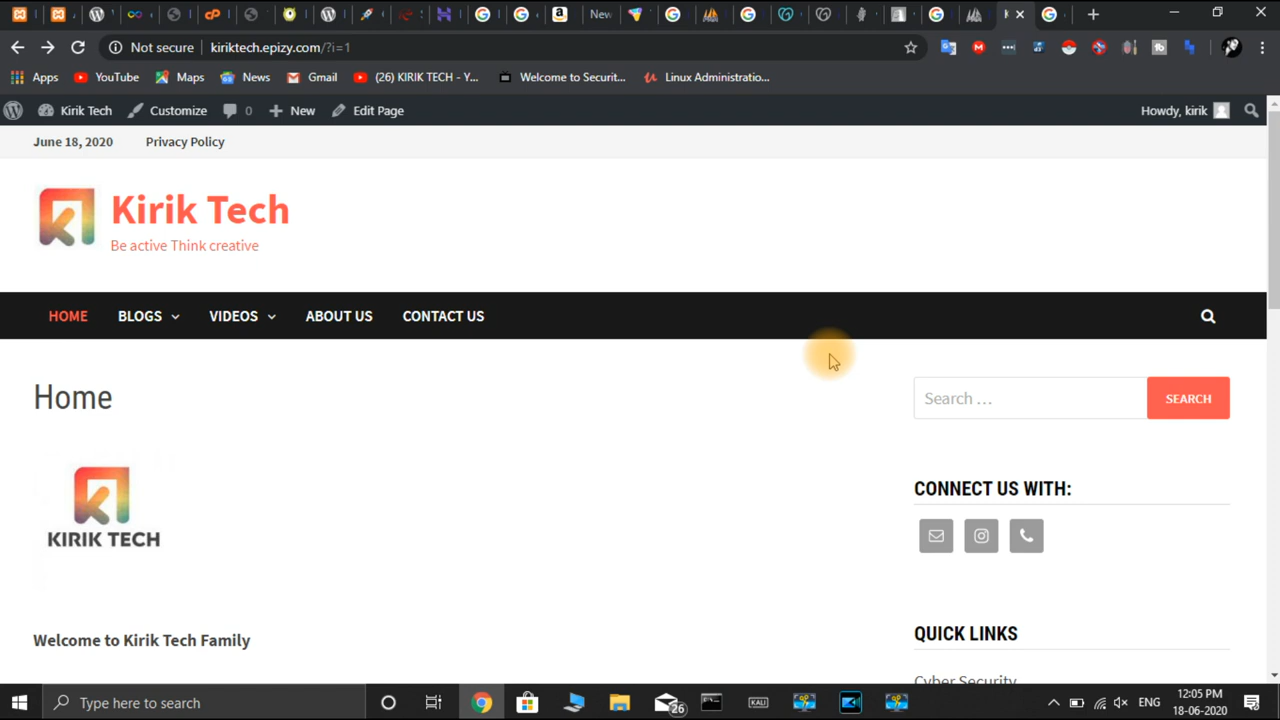 New
Not secure
kiriktech.epizy.com/?i=1
Apps
YouTube
Maps
News
Gmail
(26) KIRIK TECH - Y...
Welcome to Securit...
Linux Administratio...
Kirik Tech
Customize
0
New
Edit Page
Howdy, kirik
June 18, 2020
Privacy Policy
Kirik Tech
Be active Think creative
HOME
BLOGS
VIDEOS
ABOUT US
CONTACT US
Home
Search …
SEARCH
KIRIK TECH
CONNECT US WITH:
Welcome to Kirik Tech Family
QUICK LINKS
Cyber Security
Type here to search
26
KALI
ENG
12:05 PM
18-06-2020